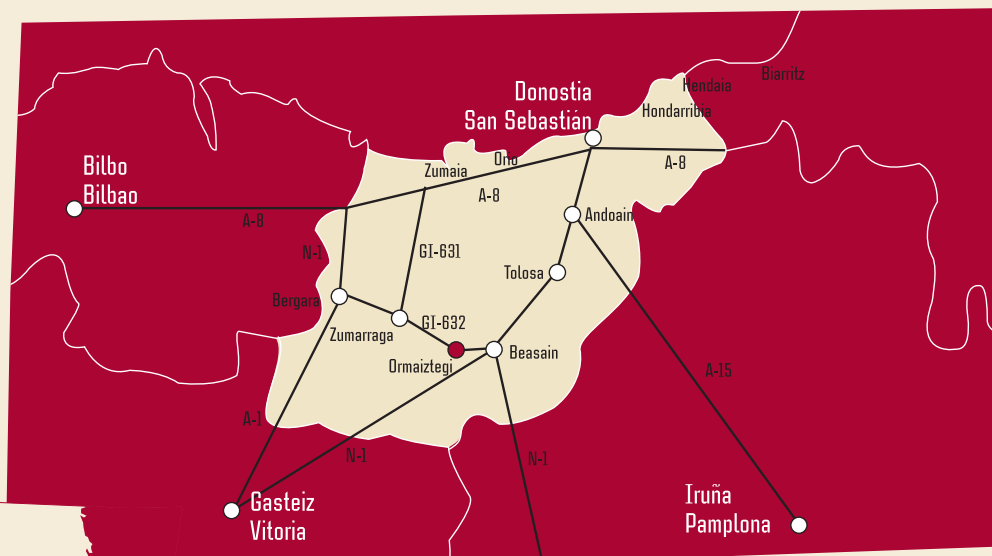 Biarritz
Hendaia
Hondarribia
Donostia
San Sebastián
A-8
Orio
Zumaia
A-8
Bilbo
Bilbao
A-8
Andoain
N-1
GI-631
Tolosa
Bergara
GI-632
Zumarraga
Ormaiztegi
Beasain
A-15
A-1
N-1
N-1
Gasteiz
Vitoria
Iruña
Pamplona